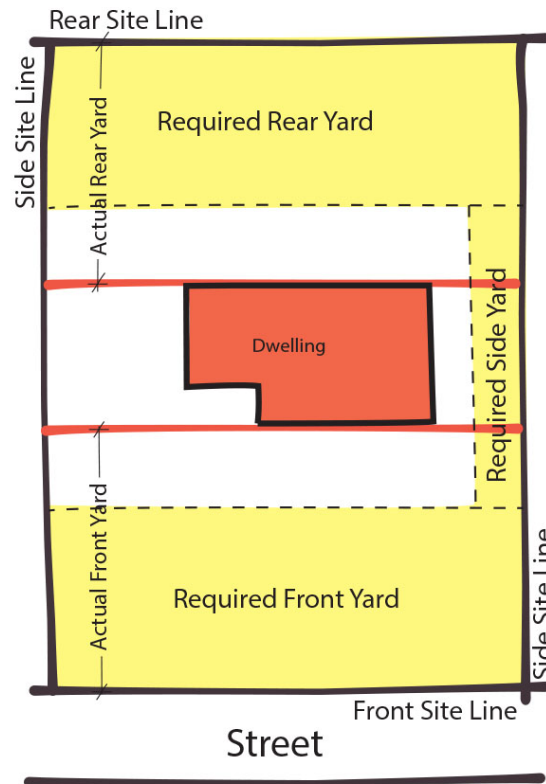 Rear Site Line
Side Site Line
Actual Rear Yard
Required Rear Yard
Dwelling
Required Side Yard
Actual Front Yard
Required Front Yard
Side Site Line
Front Site Line
Street